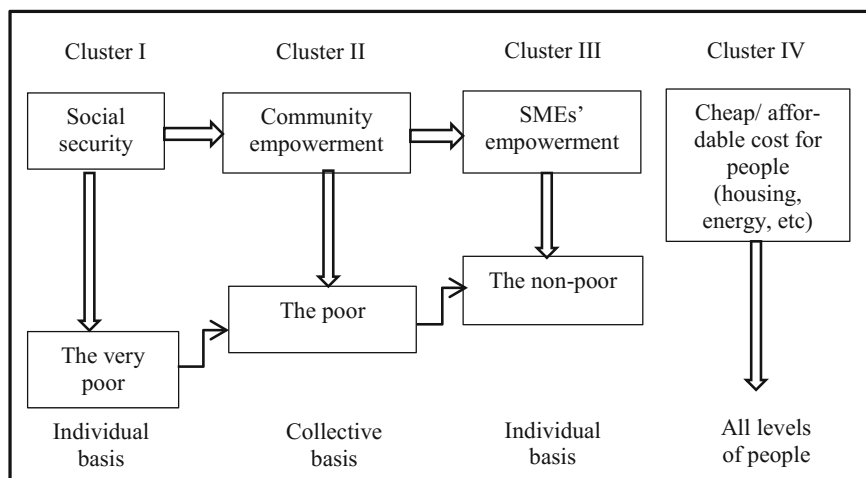 Cluster I
Cluster II
Cluster III
Cluster IV
Social
security
Community
empowerment
SMEs’
empowerment
Cheap/ affor-
dable cost for
people
(housing,
energy, etc)
The very
poor
The poor
The non-poor
Individual
basis
Collective
basis
Individual
basis
All levels
of people